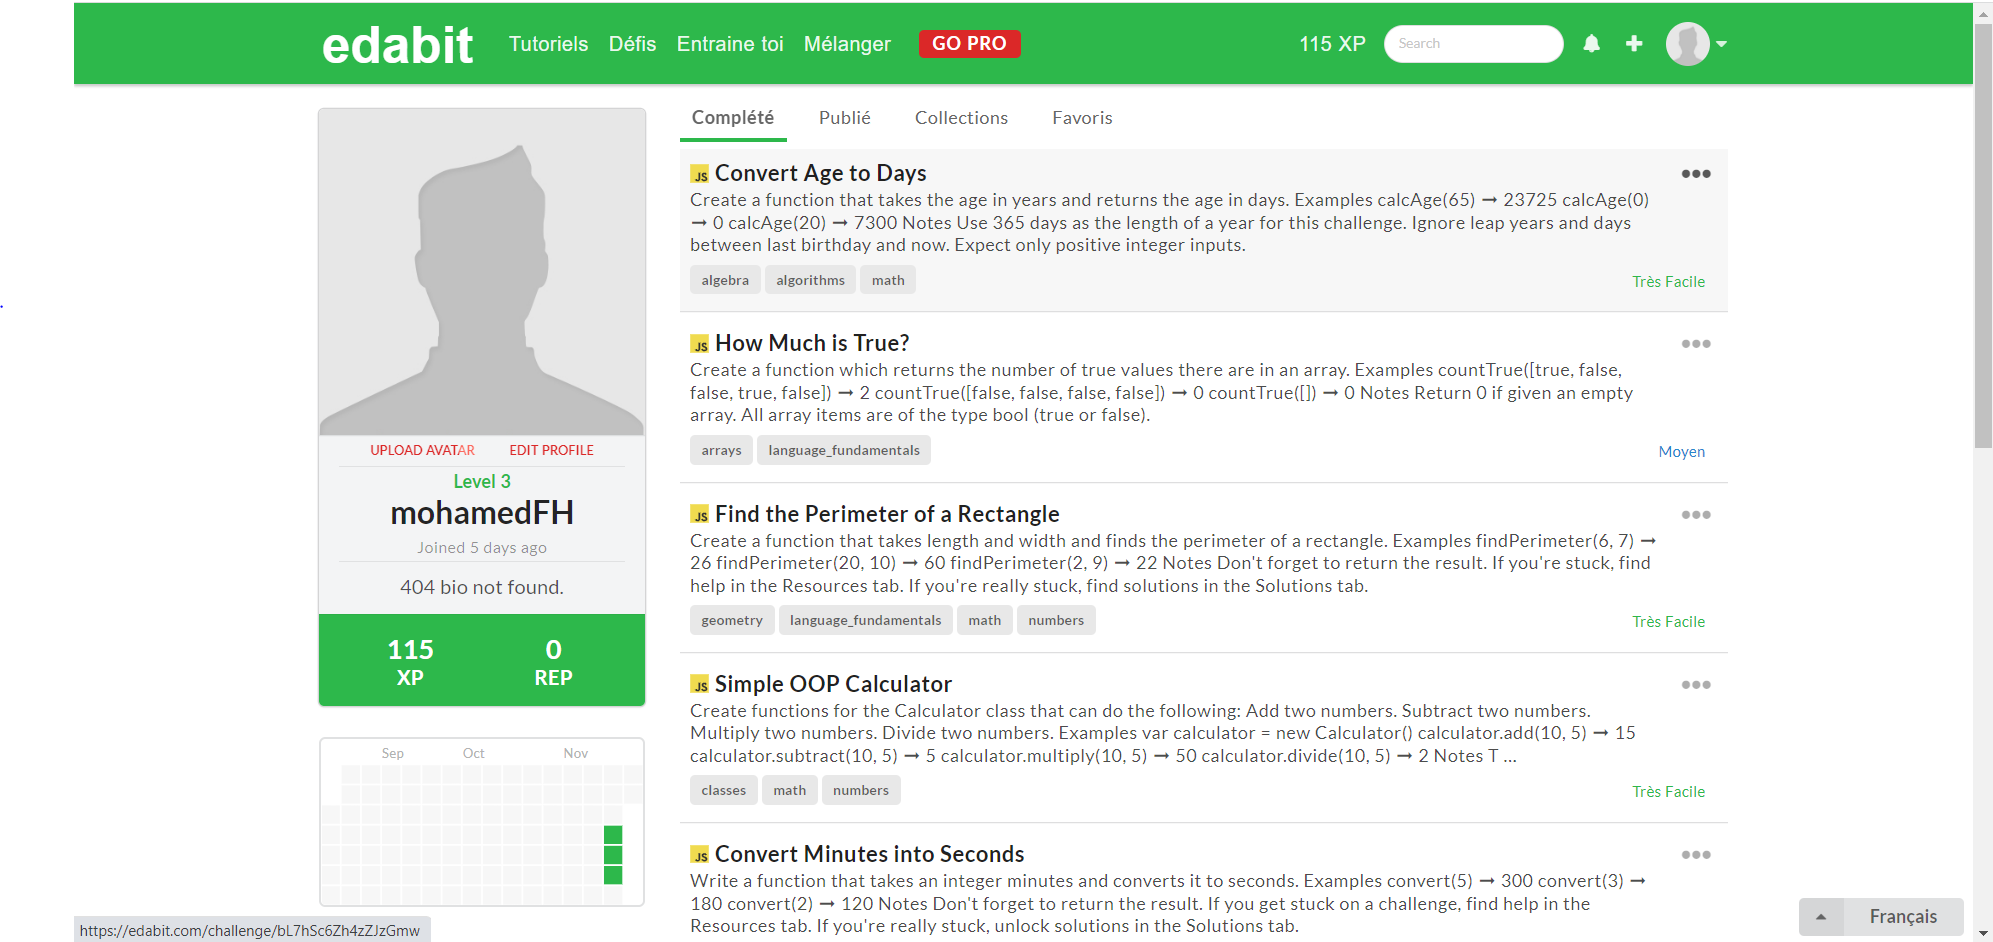 edabit
Tutoriels Défis Entraine toi Mélanger GO PRO
115 XP Search
UPLOAD AVATAR EDIT PROFILE
Level 3
mohamedFH
Joined 5 days ago
404 bio not found.
115 0
XP REP
Sep Oct Nov
Complété Publié Collections Favoris
JS Convert Age to Days
Create a function that takes the age in years and returns the age in days. Examples calcAge(65) ➞ 23725 calcAge(0)
➞ 0 calcAge(20) ➞ 7300 Notes Use 365 days as the length of a year for this challenge. Ignore leap years and days
between last birthday and now. Expect only positive integer inputs.
algebra algorithms math
Très Facile
JS How Much is True?
Create a function which returns the number of true values there are in an array. Examples countTrue([true, false,
false, true, false]) ➞ 2 countTrue([false, false, false, false]) ➞ 0 countTrue([]) ➞ 0 Notes Return 0 if given an empty
array. All array items are of the type bool (true or false).
arrays language_fundamentals
Moyen
JS Find the Perimeter of a Rectangle
Create a function that takes length and width and finds the perimeter of a rectangle. Examples findPerimeter(6, 7) ➞
26 findPerimeter(20, 10) ➞ 60 findPerimeter(2, 9) ➞ 22 Notes Don't forget to return the result. If you're stuck, find
help in the Resources tab. If you're really stuck, find solutions in the Solutions tab.
geometry language_fundamentals math numbers
Très Facile
JS Simple OOP Calculator
Create functions for the Calculator class that can do the following: Add two numbers. Subtract two numbers.
Multiply two numbers. Divide two numbers. Examples var calculator = new Calculator() calculator.add(10, 5) ➞ 15
calculator.subtract(10, 5) ➞ 5 calculator.multiply(10, 5) ➞ 50 calculator.divide(10, 5) ➞ 2 Notes T ...
classes math numbers
Très Facile
JS Convert Minutes into Seconds
Write a function that takes an integer minutes and converts it to seconds. Examples convert(5) ➞ 300 convert(3) ➞
180 convert(2) ➞ 120 Notes Don't forget to return the result. If you get stuck on a challenge, find help in the
Resources tab. If you're really stuck, unlock solutions in the Solutions tab.
Français
https://edabit.com/challenge/bL7hSc6Zh4zZJzGmw